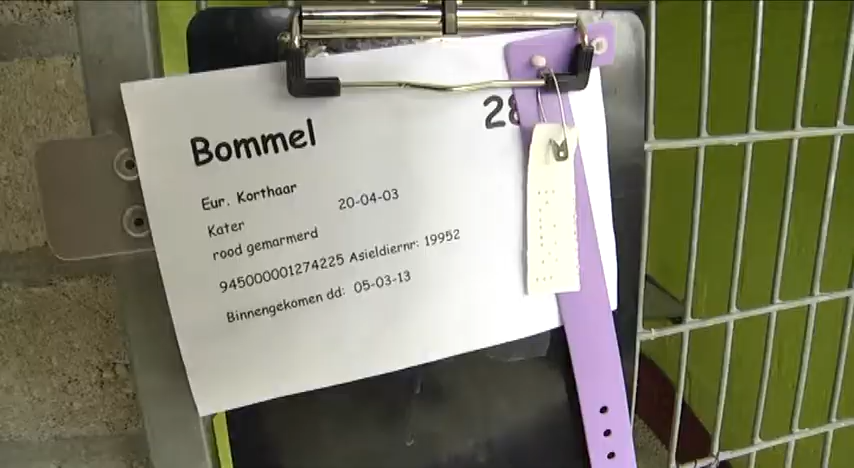 Bommel 28
Eur. Korthaar 20-04-03
Kater
rood gemarmerd
945000001274225 Asieldiernr: 19952
Binnengekomen dd: 05-03-13